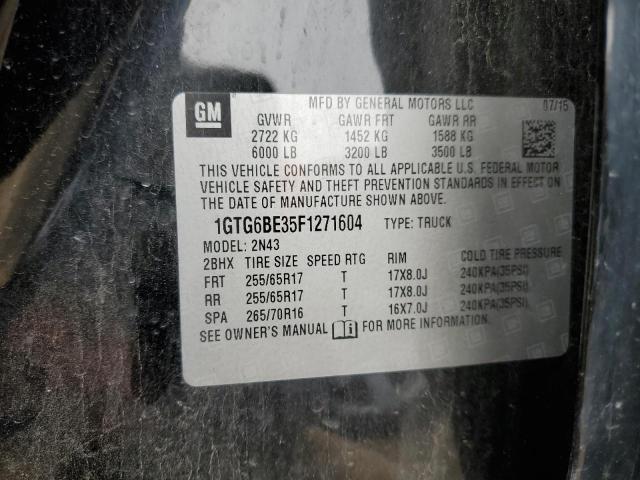 GM
MFD BY GENERAL MOTORS LLC 07/15
GVWR GAWR FRT GAWR RR
2722 KG 1452 KG 1588 KG
6000 LB 3200 LB 3500 LB
THIS VEHICLE CONFORMS TO ALL APPLICABLE U.S. FEDERAL MOTOR
VEHICLE SAFETY AND THEFT PREVENTION STANDARDS IN EFFECT ON
THE DATE OF MANUFACTURE SHOWN ABOVE.
1GTG6BE35F1271604 TYPE: TRUCK
MODEL: 2N43
2BHX TIRE SIZE SPEED RTG RIM COLD TIRE PRESSURE
FRT 255/65R17 T 17X8.0J 240KPA(35PSI)
RR 255/65R17 T 17X8.0J 240KPA(35PSI)
SPA 265/70R16 T 16X7.0J 240KPA(35PSI)
SEE OWNER'S MANUAL i FOR MORE INFORMATION.